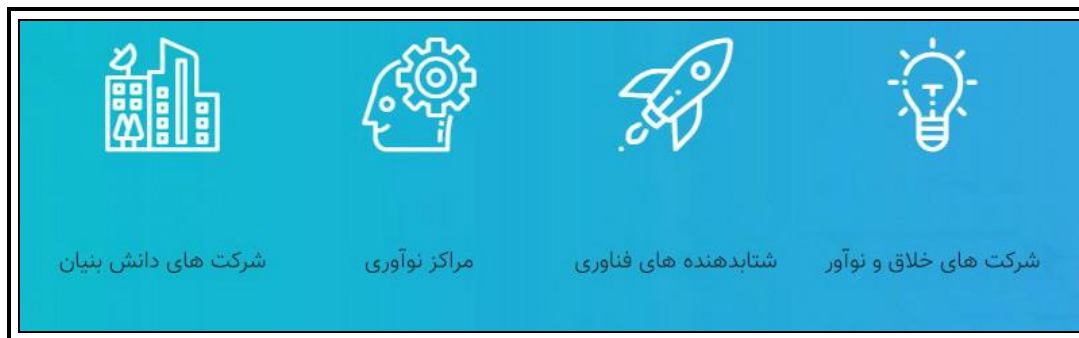 شرکت های خلاق و نوآور
شتابدهنده های فناوری
مراکز نوآوری
شرکت های دانش بنیان